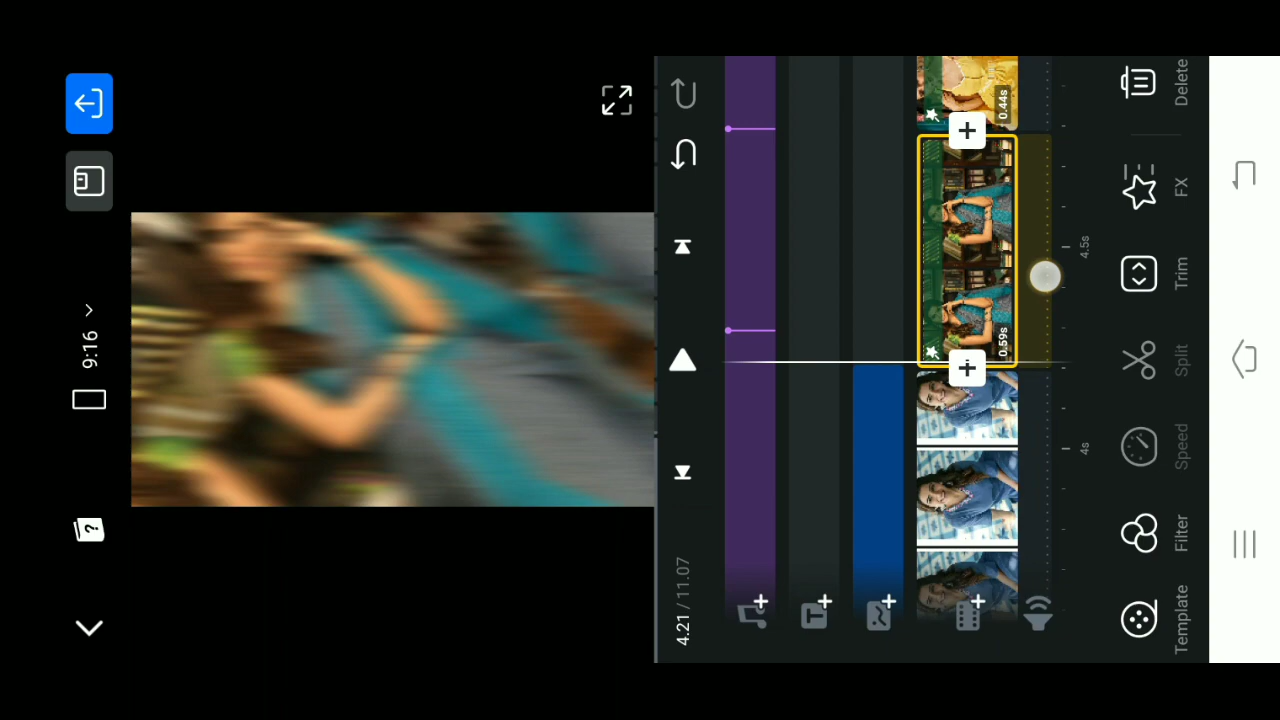 9:16
?
4.21 / 11.07
T
0.59s
0.44s
4s
4.5s
Template
Filter
Speed
Split
Trim
FX
Delete